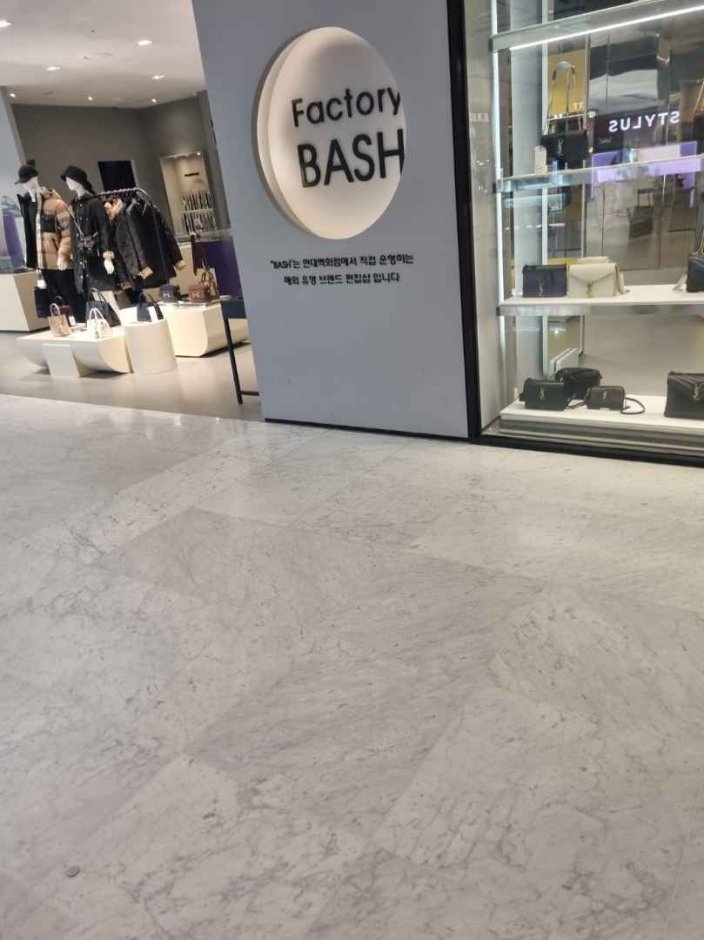 Factory
BASH
"BASH"는 현대백화점에서 직접 운영하는
해외 유명 브랜드 편집샵 입니다
STYLUS